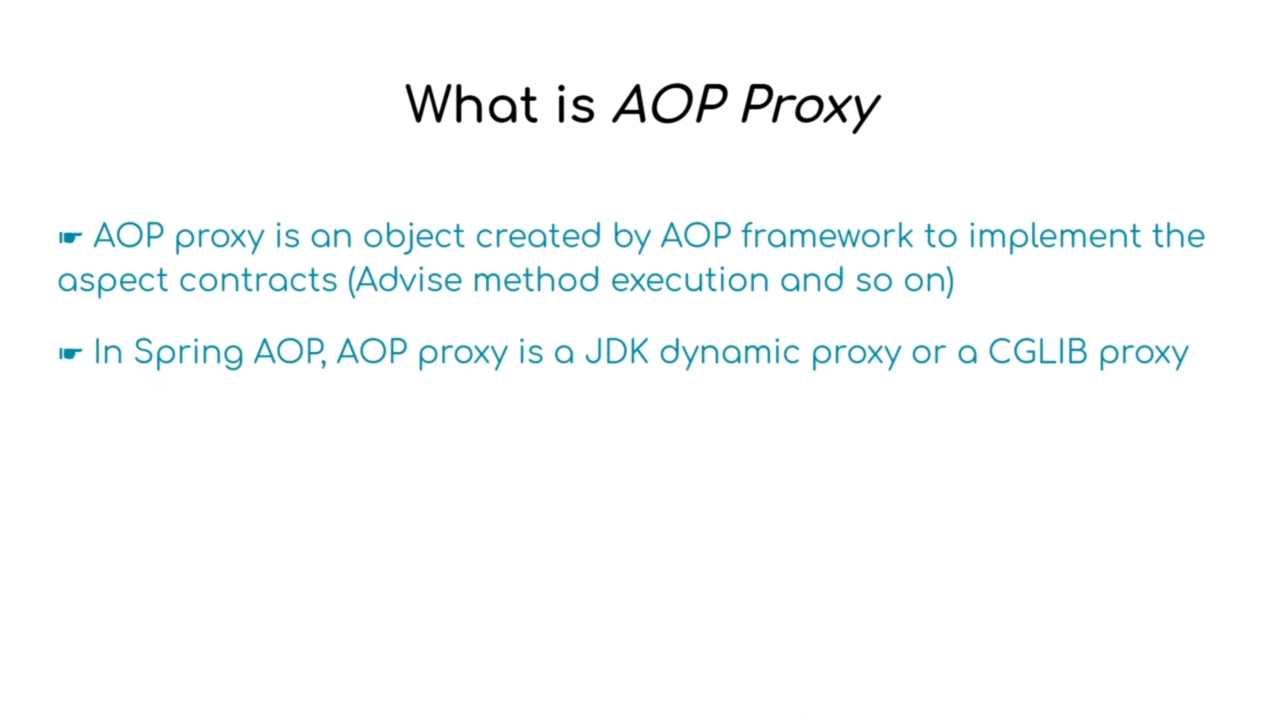 What is AOP Proxy
☛ AOP proxy is an object created by AOP framework to implement the
aspect contracts (Advise method execution and so on)
☛ In Spring AOP, AOP proxy is a JDK dynamic proxy or a CGLIB proxy